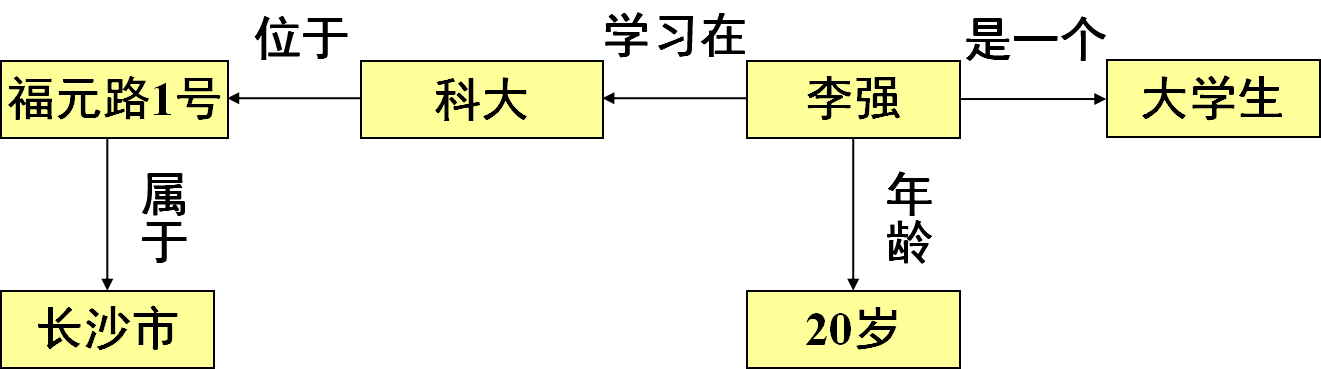 位于
学习在
是一个
福元路1号
科大
李强
大学生
属于
年龄
长沙市
20岁